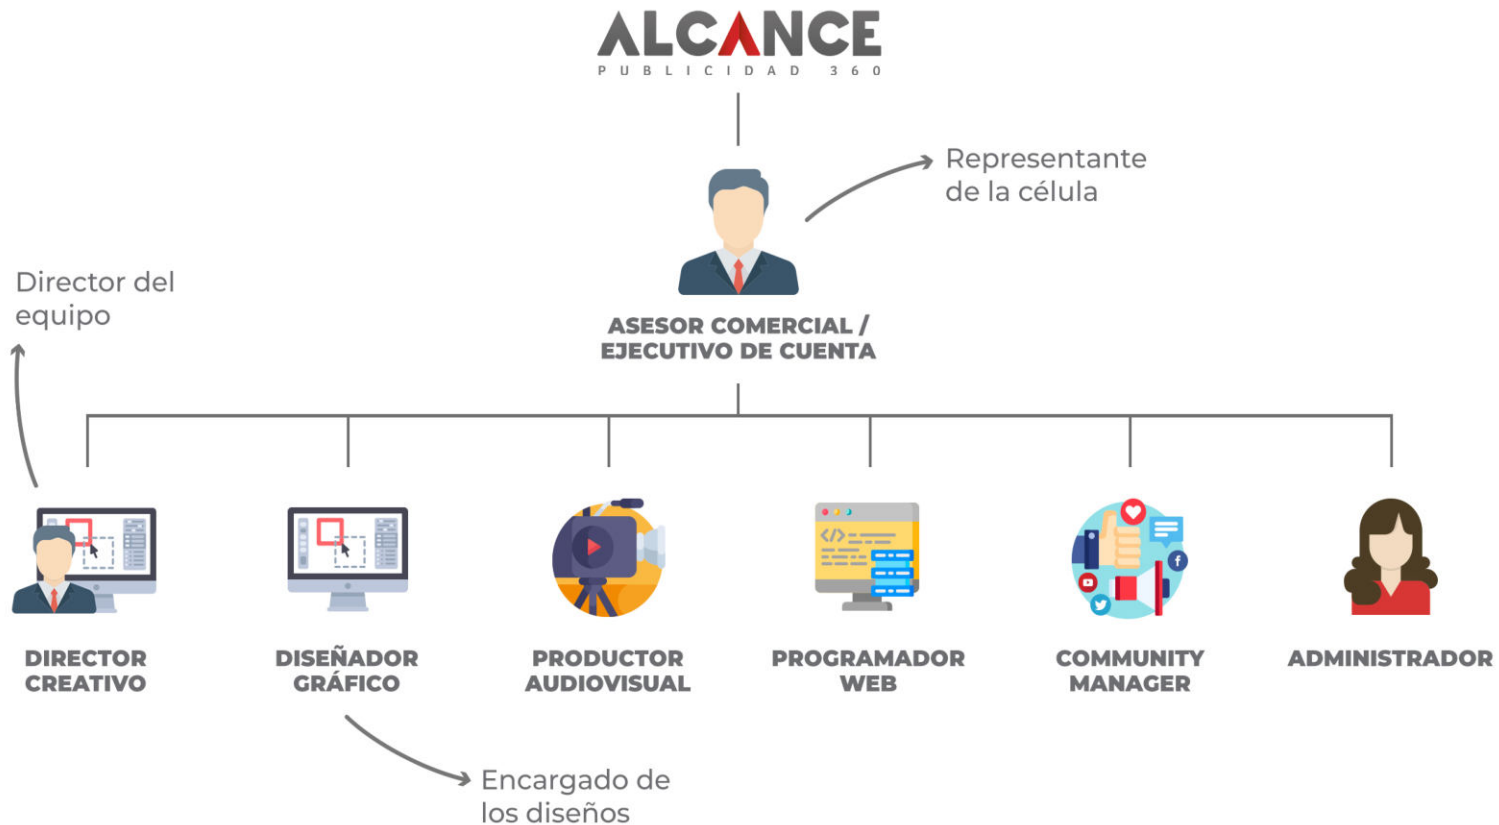 ALCANCE
PUBLICIDAD 360
Representante
de la célula
Director del
equipo
ASESOR COMERCIAL /
EJECUTIVO DE CUENTA
DIRECTOR
CREATIVO
DISEÑADOR
GRÁFICO
PRODUCTOR
AUDIOVISUAL
PROGRAMADOR
WEB
COMMUNITY
MANAGER
ADMINISTRADOR
Encargado de
los diseños